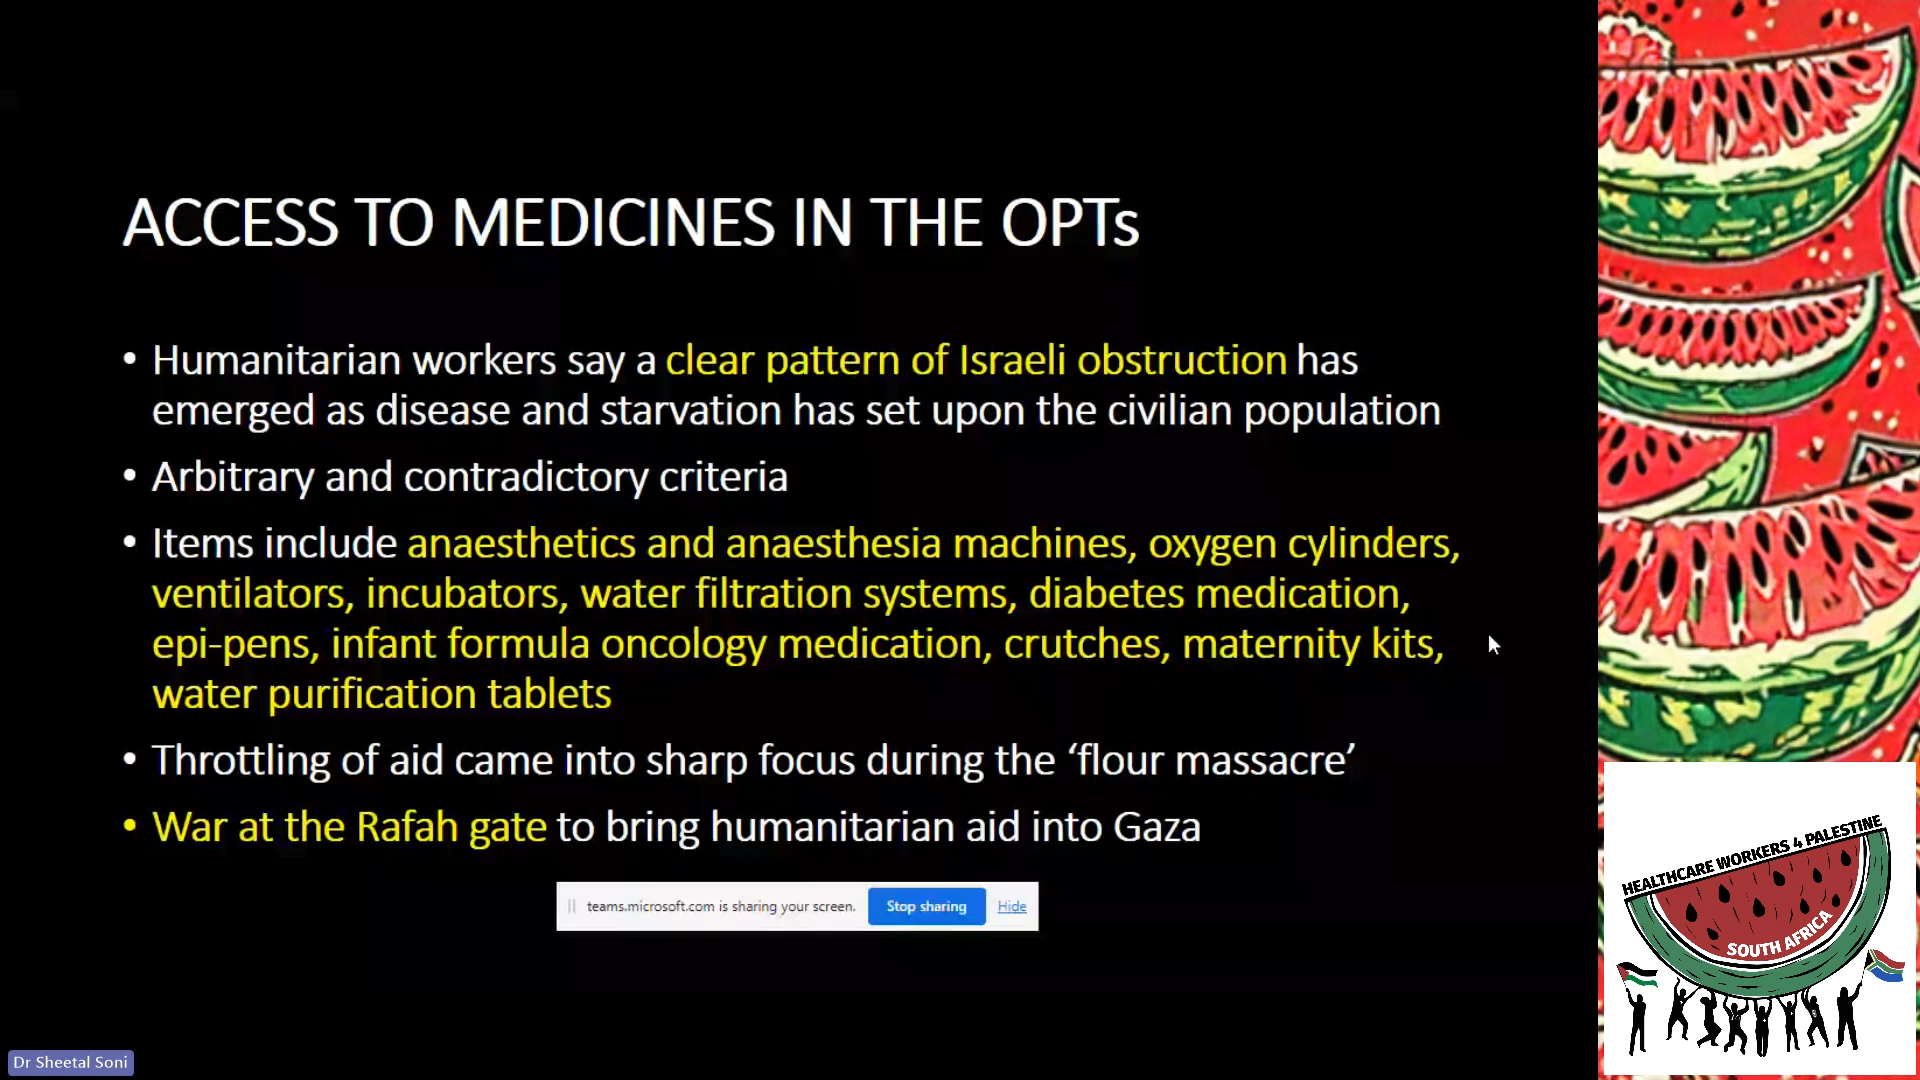 ACCESS TO MEDICINES IN THE OPTs
• Humanitarian workers say a clear pattern of Israeli obstruction has
emerged as disease and starvation has set upon the civilian population
• Arbitrary and contradictory criteria
• Items include anaesthetics and anaesthesia machines, oxygen cylinders,
ventilators, incubators, water filtration systems, diabetes medication,
epi-pens, infant formula oncology medication, crutches, maternity kits,
water purification tablets
• Throttling of aid came into sharp focus during the ‘flour massacre’
• War at the Rafah gate to bring humanitarian aid into Gaza
teams.microsoft.com is sharing your screen. Stop sharing Hide
HEALTHCARE WORKERS 4 PALESTINE
SOUTH AFRICA
Dr Sheetal Soni